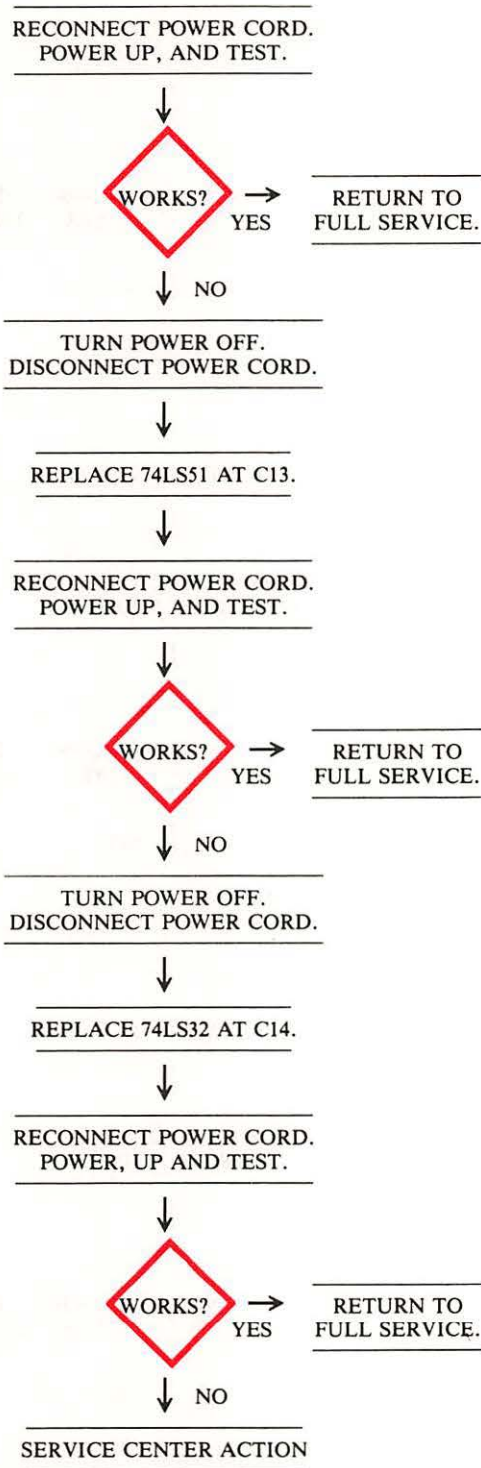 RECONNECT POWER CORD.
POWER UP, AND TEST.
WORKS?
YES
RETURN TO
FULL SERVICE.
NO
TURN POWER OFF.
DISCONNECT POWER CORD.
REPLACE 74LS51 AT C13.
RECONNECT POWER CORD.
POWER UP, AND TEST.
WORKS?
YES
RETURN TO
FULL SERVICE.
NO
TURN POWER OFF.
DISCONNECT POWER CORD.
REPLACE 74LS32 AT C14.
RECONNECT POWER CORD.
POWER, UP AND TEST.
WORKS?
YES
RETURN TO
FULL SERVICE.
NO
SERVICE CENTER ACTION